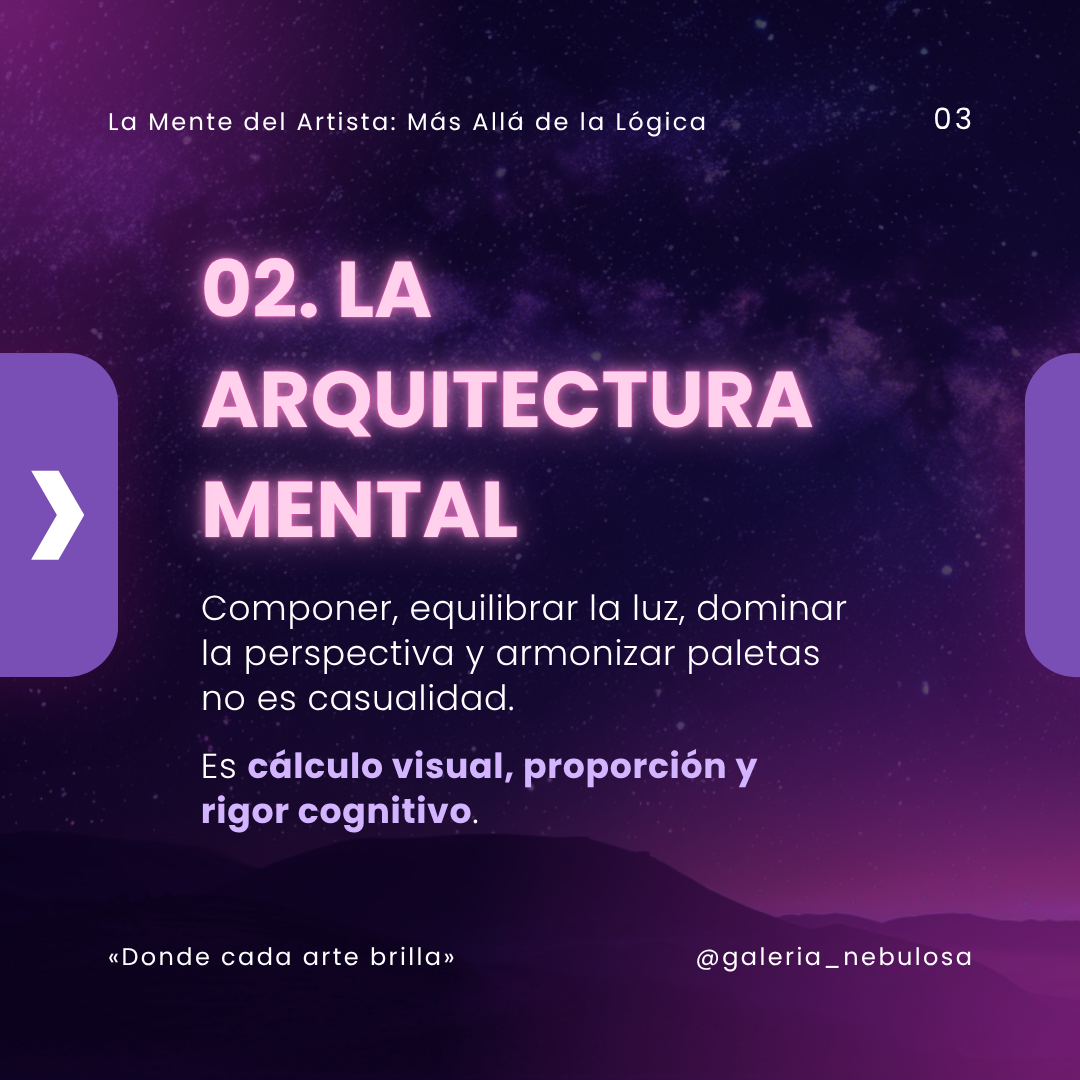 La Mente del Artista: Más Allá de la Lógica
03
02. LA
ARQUITECTURA
MENTAL
Componer, equilibrar la luz, dominar
la perspectiva y armonizar paletas
no es casualidad.
Es cálculo visual, proporción y
rigor cognitivo.
«Donde cada arte brilla»
@galeria_nebulosa